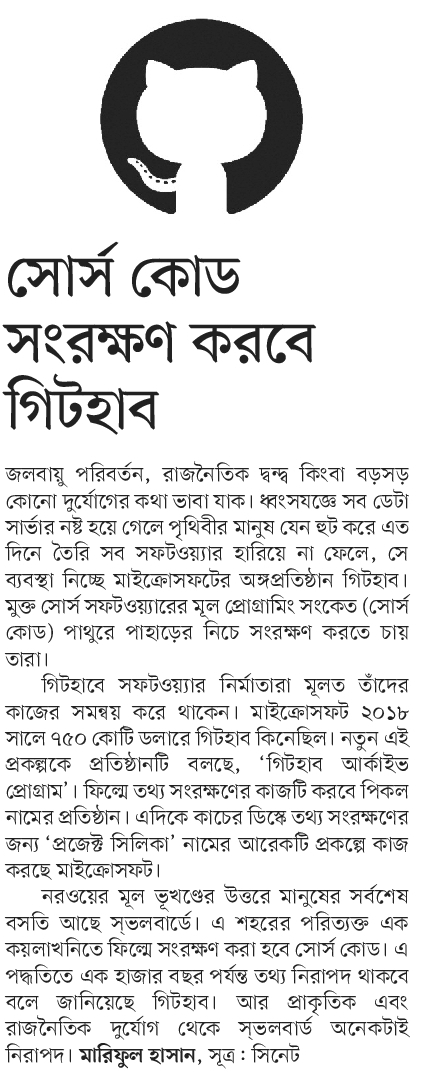 সোর্স কোড
সংরক্ষণ করবে
গিটহাব
জলবায়ু পরিবর্তন, রাজনৈতিক দ্বন্দ্ব কিংবা বড়সড়
কোনো দুর্যোগের কথা ভাবা যাক। ধ্বংসযজ্ঞে সব ডেটা
সার্ভার নষ্ট হয়ে গেলে পৃথিবীর মানুষ যেন হুট করে এত
দিনে তৈরি সব সফটওয়্যার হারিয়ে না ফেলে, সে
ব্যবস্থা নিচ্ছে মাইক্রোসফটের অঙ্গপ্রতিষ্ঠান গিটহাব।
মুক্ত সোর্স সফটওয়্যারের মূল প্রোগ্রামিং সংকেত (সোর্স
কোড) পাথুরে পাহাড়ের নিচে সংরক্ষণ করতে চায়
তারা।
গিটহাবে সফটওয়্যার নির্মাতারা মূলত তাঁদের
কাজের সমন্বয় করে থাকেন। মাইক্রোসফট ২০১৮
সালে ৭৫০ কোটি ডলারে গিটহাব কিনেছিল। নতুন এই
প্রকল্পকে প্রতিষ্ঠানটি বলছে, ‘গিটহাব আর্কাইভ
প্রোগ্রাম’। ফিল্মে তথ্য সংরক্ষণের কাজটি করবে পিকল
নামের প্রতিষ্ঠান। এদিকে কাচের ডিস্কে তথ্য সংরক্ষণের
জন্য ‘প্রজেক্ট সিলিকা’ নামের আরেকটি প্রকল্পে কাজ
করছে মাইক্রোসফট।
নরওয়ের মূল ভূখণ্ডের উত্তরে মানুষের সর্বশেষ
বসতি আছে স্‌ভলবার্ডে। এ শহরের পরিত্যক্ত এক
কয়লাখনিতে ফিল্মে সংরক্ষণ করা হবে সোর্স কোড। এ
পদ্ধতিতে এক হাজার বছর পর্যন্ত তথ্য নিরাপদ থাকবে
বলে জানিয়েছে গিটহাব। আর প্রাকৃতিক এবং
রাজনৈতিক দুর্যোগ থেকে স্‌ভলবার্ড অনেকটাই
নিরাপদ। মারিফুল হাসান, সূত্র : সিনেট